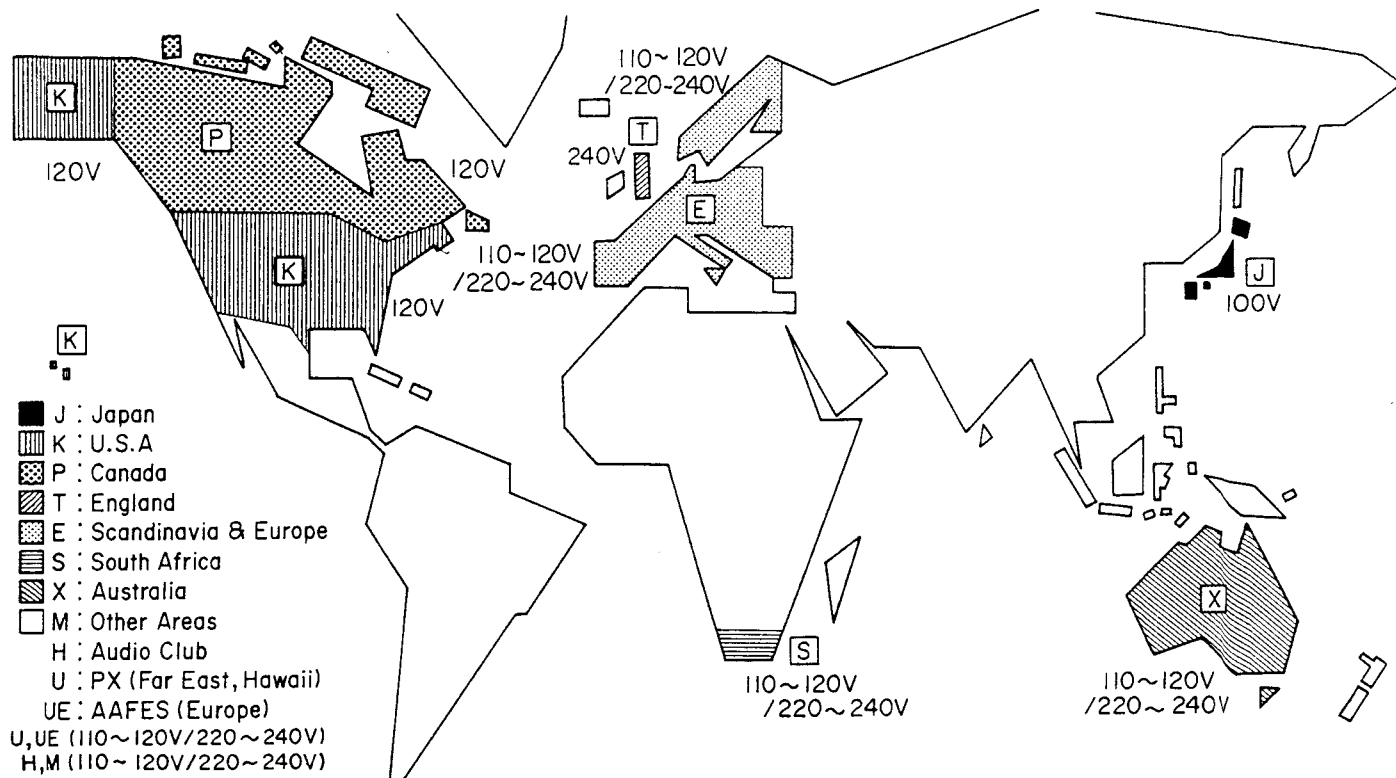 110~120V
/220~240V
K
P
T
120V
120V
240V
E
110~120V
/220~240V
K
J
120V
100V
K
J : Japan
K : U.S.A
P : Canada
T : England
E : Scandinavia & Europe
S : South Africa
X : Australia
M : Other Areas
H : Audio Club
U : PX (Far East, Hawaii)
UE : AAFES (Europe)
U,UE (110~120V/220~240V)
H,M (110~120V/220~240V)
X
S
110~120V
/220~240V
110~120V
/220~240V